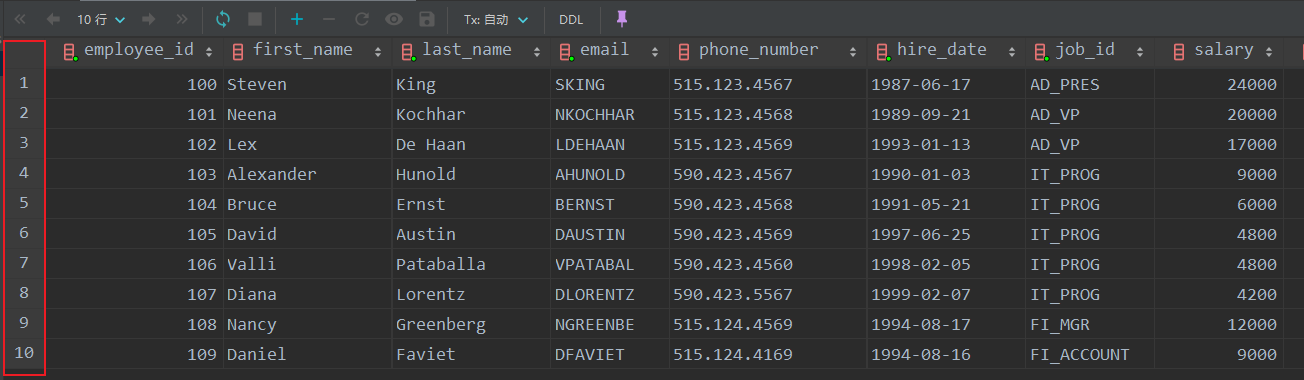 10 行 Tx: 自动 DDL
employee_id first_name last_name email phone_number hire_date job_id salary
1 100 Steven King SKING 515.123.4567 1987-06-17 AD_PRES 24000
2 101 Neena Kochhar NKOCHHAR 515.123.4568 1989-09-21 AD_VP 20000
3 102 Lex De Haan LDEHAAN 515.123.4569 1993-01-13 AD_VP 17000
4 103 Alexander Hunold AHUNOLD 590.423.4567 1990-01-03 IT_PROG 9000
5 104 Bruce Ernst BERNST 590.423.4568 1991-05-21 IT_PROG 6000
6 105 David Austin DAUSTIN 590.423.4569 1997-06-25 IT_PROG 4800
7 106 Valli Pataballa VPATABAL 590.423.4560 1998-02-05 IT_PROG 4800
8 107 Diana Lorentz DLORENTZ 590.423.5567 1999-02-07 IT_PROG 4200
9 108 Nancy Greenberg NGREENBE 515.124.4569 1994-08-17 FI_MGR 12000
10 109 Daniel Faviet DFAVIET 515.124.4169 1994-08-16 FI_ACCOUNT 9000